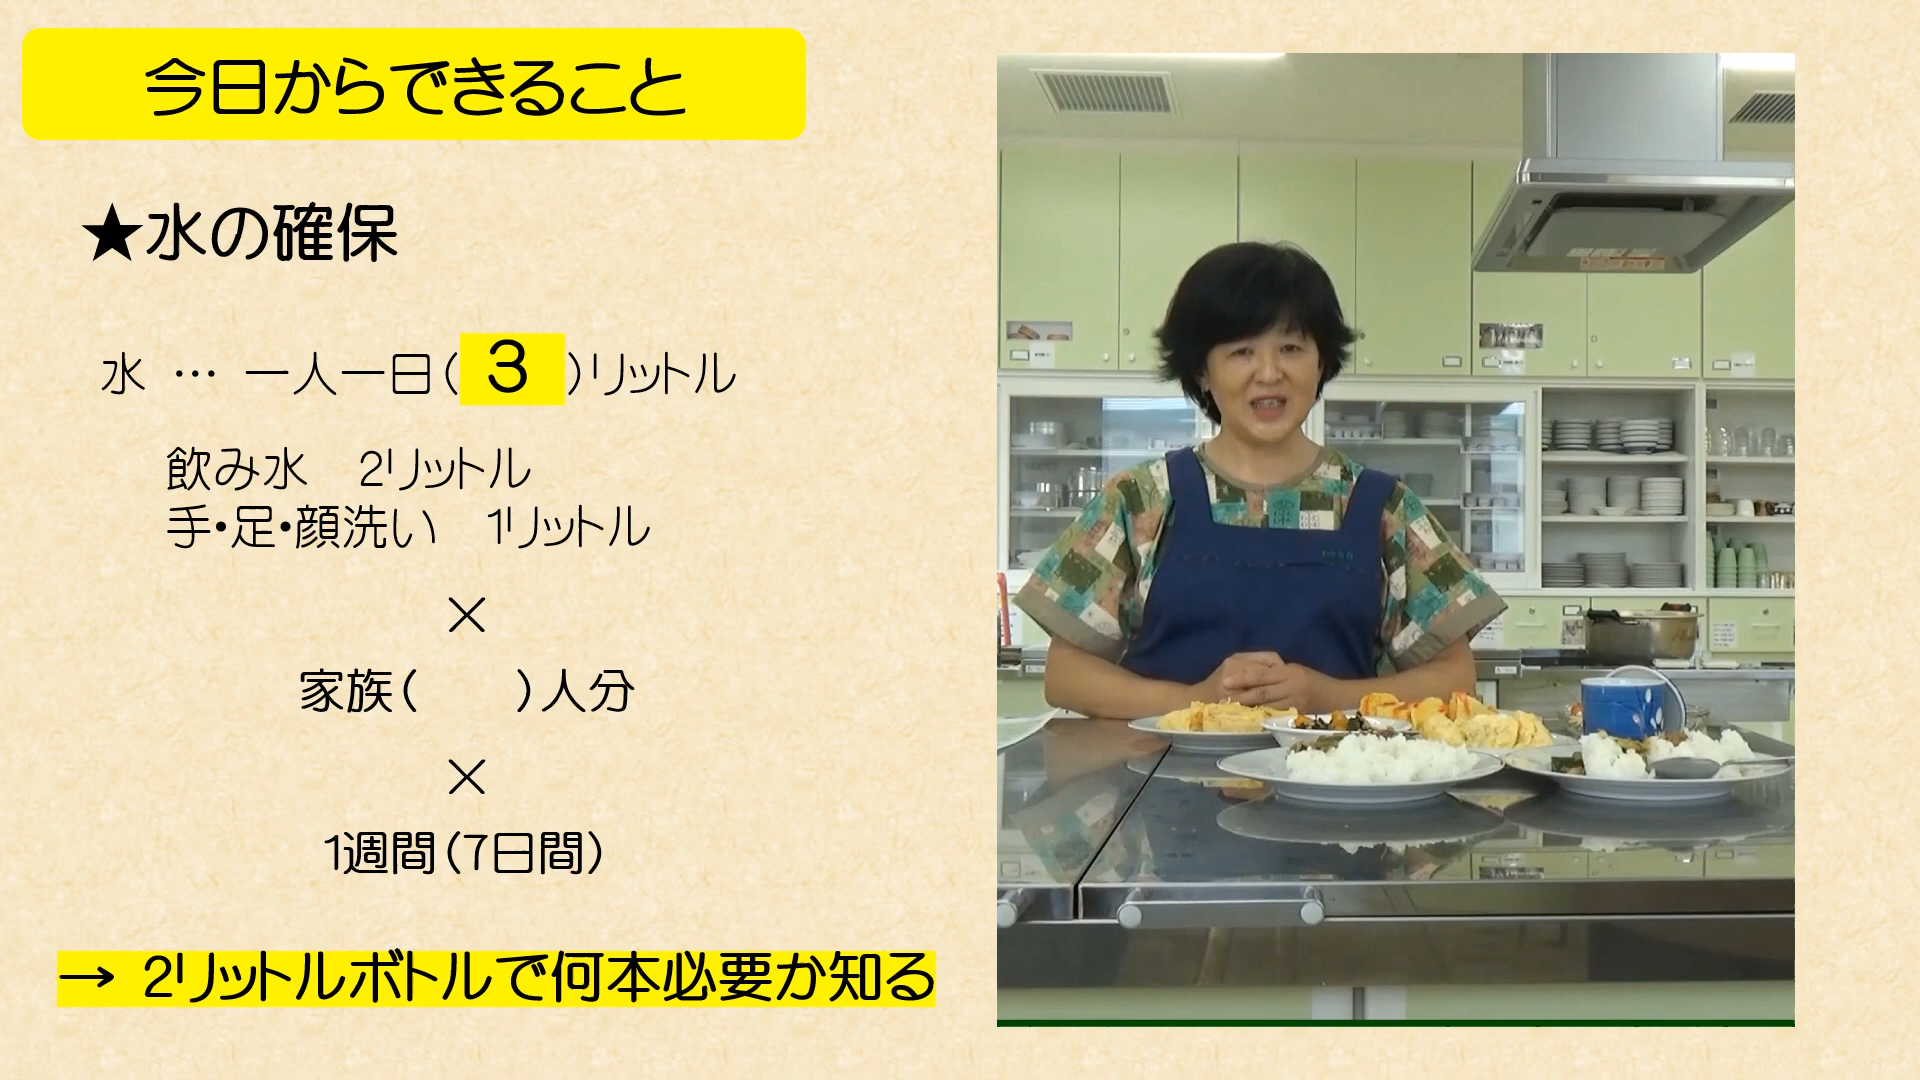 今日からできること
★水の確保
水 … 一人一日( 3 )リットル
飲み水　2リットル
手・足・顔洗い　1リットル
×
家族(　　)人分
×
1週間(7日間)
→ 2リットルボトルで何本必要か知る